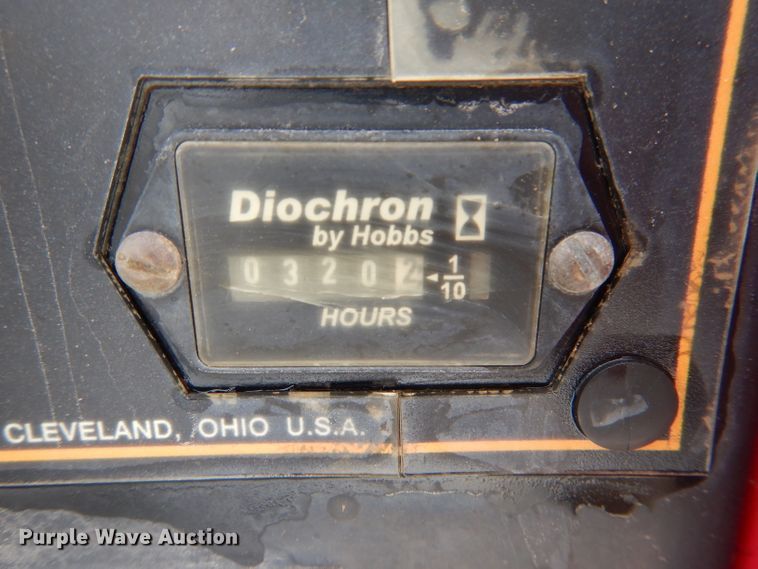 Diochron
by Hobbs
0 3 2 0 2 1/10
HOURS
CLEVELAND, OHIO U.S.A.
Purple Wave Auction